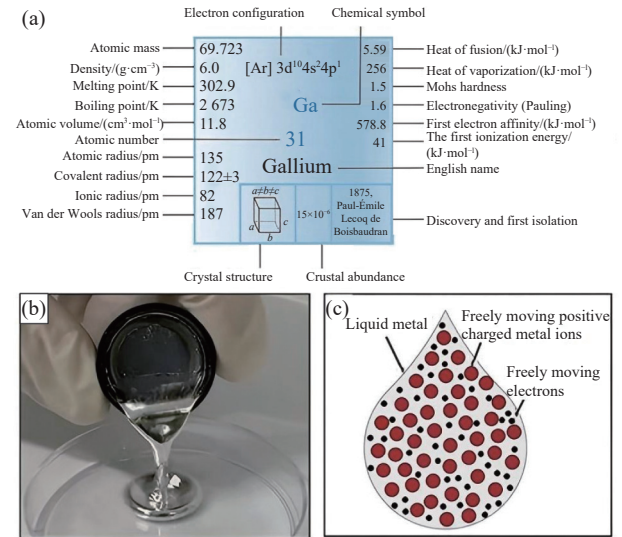 (a)
Electron configuration
Chemical symbol
Atomic mass
69.723
5.59
Heat of fusion/(kJ·mol⁻¹)
Density/(g·cm⁻³)
6.0
[Ar] 3d¹⁰4s²4p¹
256
Heat of vaporization/(kJ·mol⁻¹)
Melting point/K
302.9
1.5
Mohs hardness
Boiling point/K
2 673
Ga
1.6
Electronegativity (Pauling)
Atomic volume/(cm³·mol⁻¹)
11.8
578.8
First electron affinity/(kJ·mol⁻¹)
Atomic number
31
41
The first ionization energy/
(kJ·mol⁻¹)
Atomic radius/pm
135
Gallium
English name
Covalent radius/pm
122±3
Ionic radius/pm
82
Van der Wools radius/pm
187
a≠b≠c
a
b
c
15×10⁻⁶
1875,
Paul-Émile
Lecoq de
Boisbaudran
Discovery and first isolation
Crystal structure
Crustal abundance
(b)
(c)
Liquid metal
Freely moving positive
charged metal ions
Freely moving
electrons